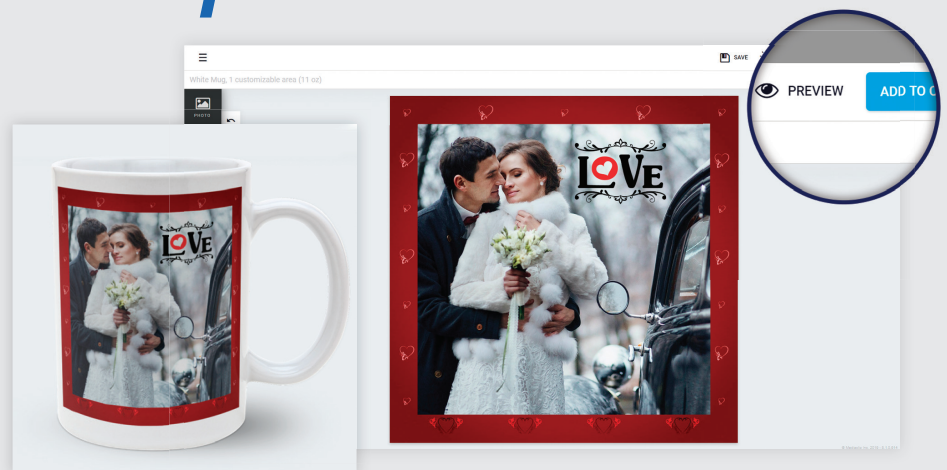 SAVE
PREVIEW
ADD TO
White Mug, 1 customizable area (11 oz)
PHOTO
LOVE
LOVE